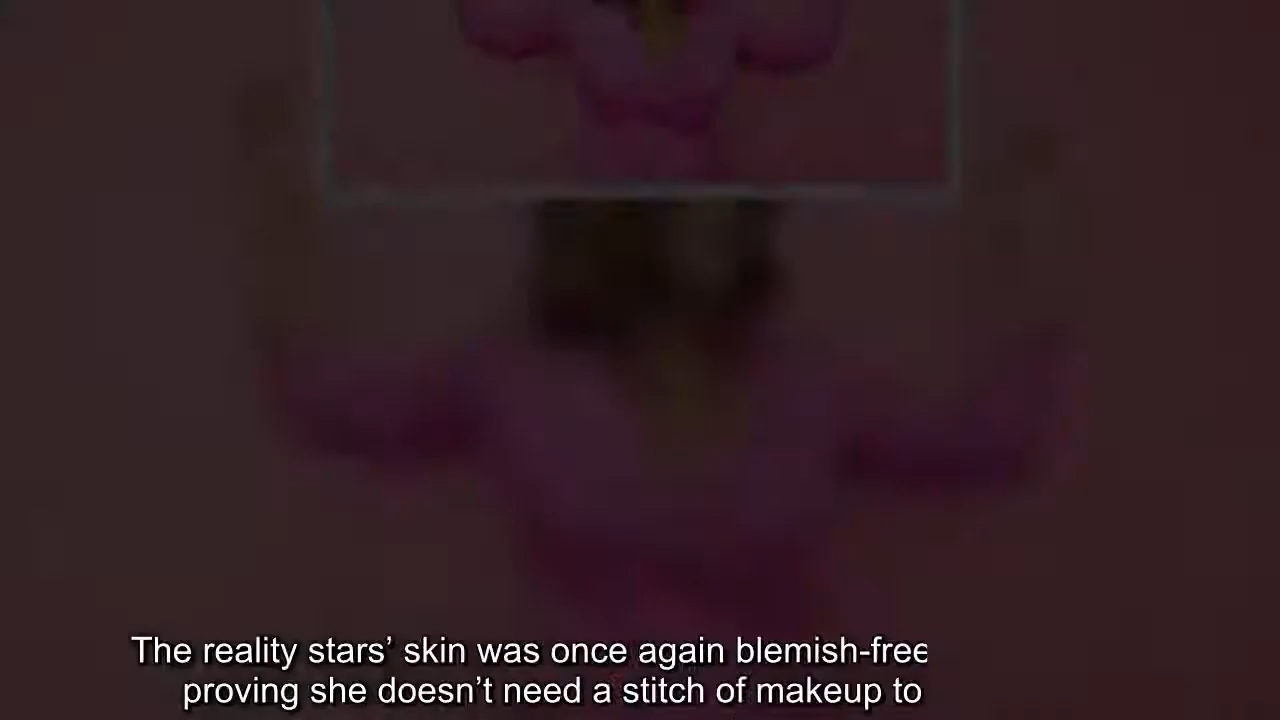 The reality stars’ skin was once again blemish-free
proving she doesn’t need a stitch of makeup to